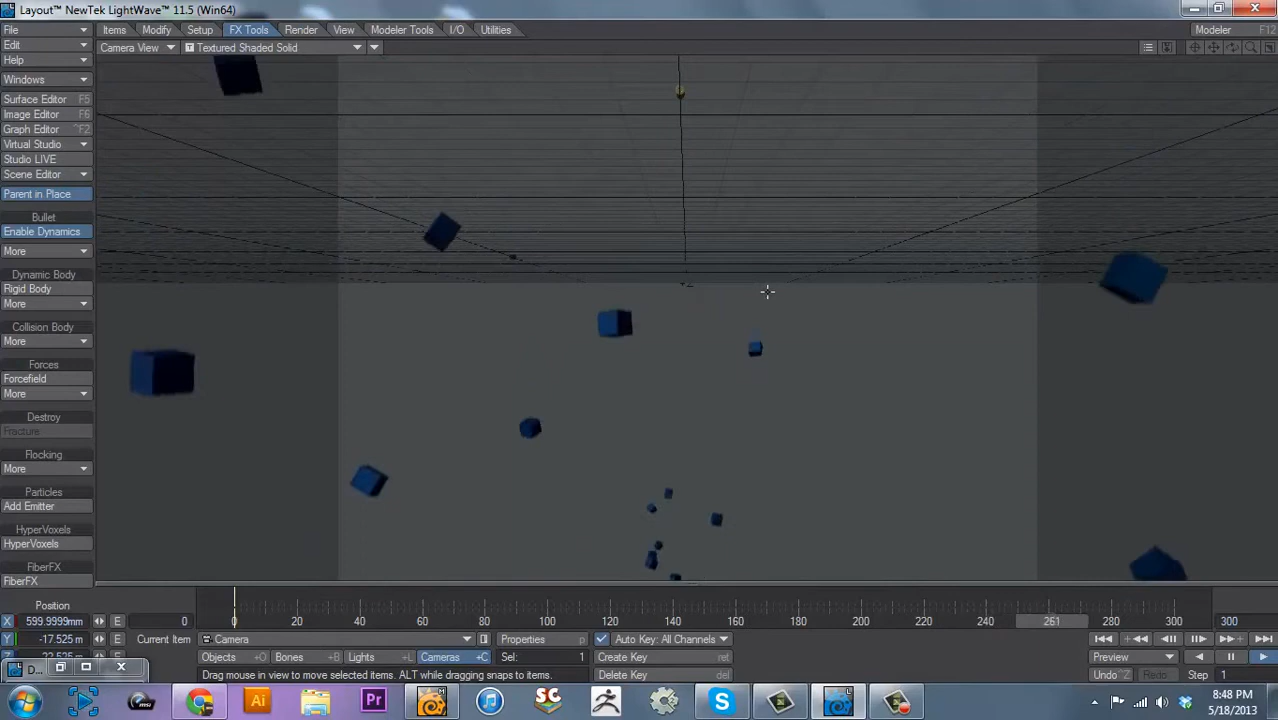 Layout™ NewTek LightWave™ 11.5 (Win64)
File
Items
Modify
Setup
FX Tools
Render
View
Modeler Tools
I/O
Utilities
Modeler
F12
Edit
Camera View
Textured Shaded Solid
Help
Windows
Surface Editor F5
Image Editor F6
Graph Editor ^F2
Virtual Studio
Studio LIVE
Scene Editor
Parent in Place
Bullet
Enable Dynamics
More
Dynamic Body
Rigid Body
More
Collision Body
More
Forces
Forcefield
More
Destroy
Fracture
Flocking
More
Particles
Add Emitter
HyperVoxels
HyperVoxels
FiberFX
FiberFX
Position
X 599.9999mm E 0
0 20 40 60 80 100 120 140 160 180 200 220 240 261 280 300 300
Y -17.525 m E
Current Item
Camera
Properties p
Auto Key: All Channels
D...
Objects +O
Bones +B
Lights +L
Cameras +C
Sel: 1
Create Key ret
Preview
Drag mouse in view to move selected items. ALT while dragging snaps to items.
Delete Key del
Undo ^Z
Step 1
Ai
Pr
SC
S
8:48 PM
5/18/2013